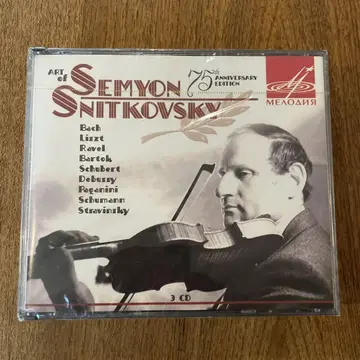 ART of
SEMYON
SNITKOVSKY
75th
ANNIVERSARY
EDITION
МЕЛОДИЯ
Bach
Liszt
Ravel
Bartok
Schubert
Debussy
Paganini
Schumann
Stravinsky
3 CD